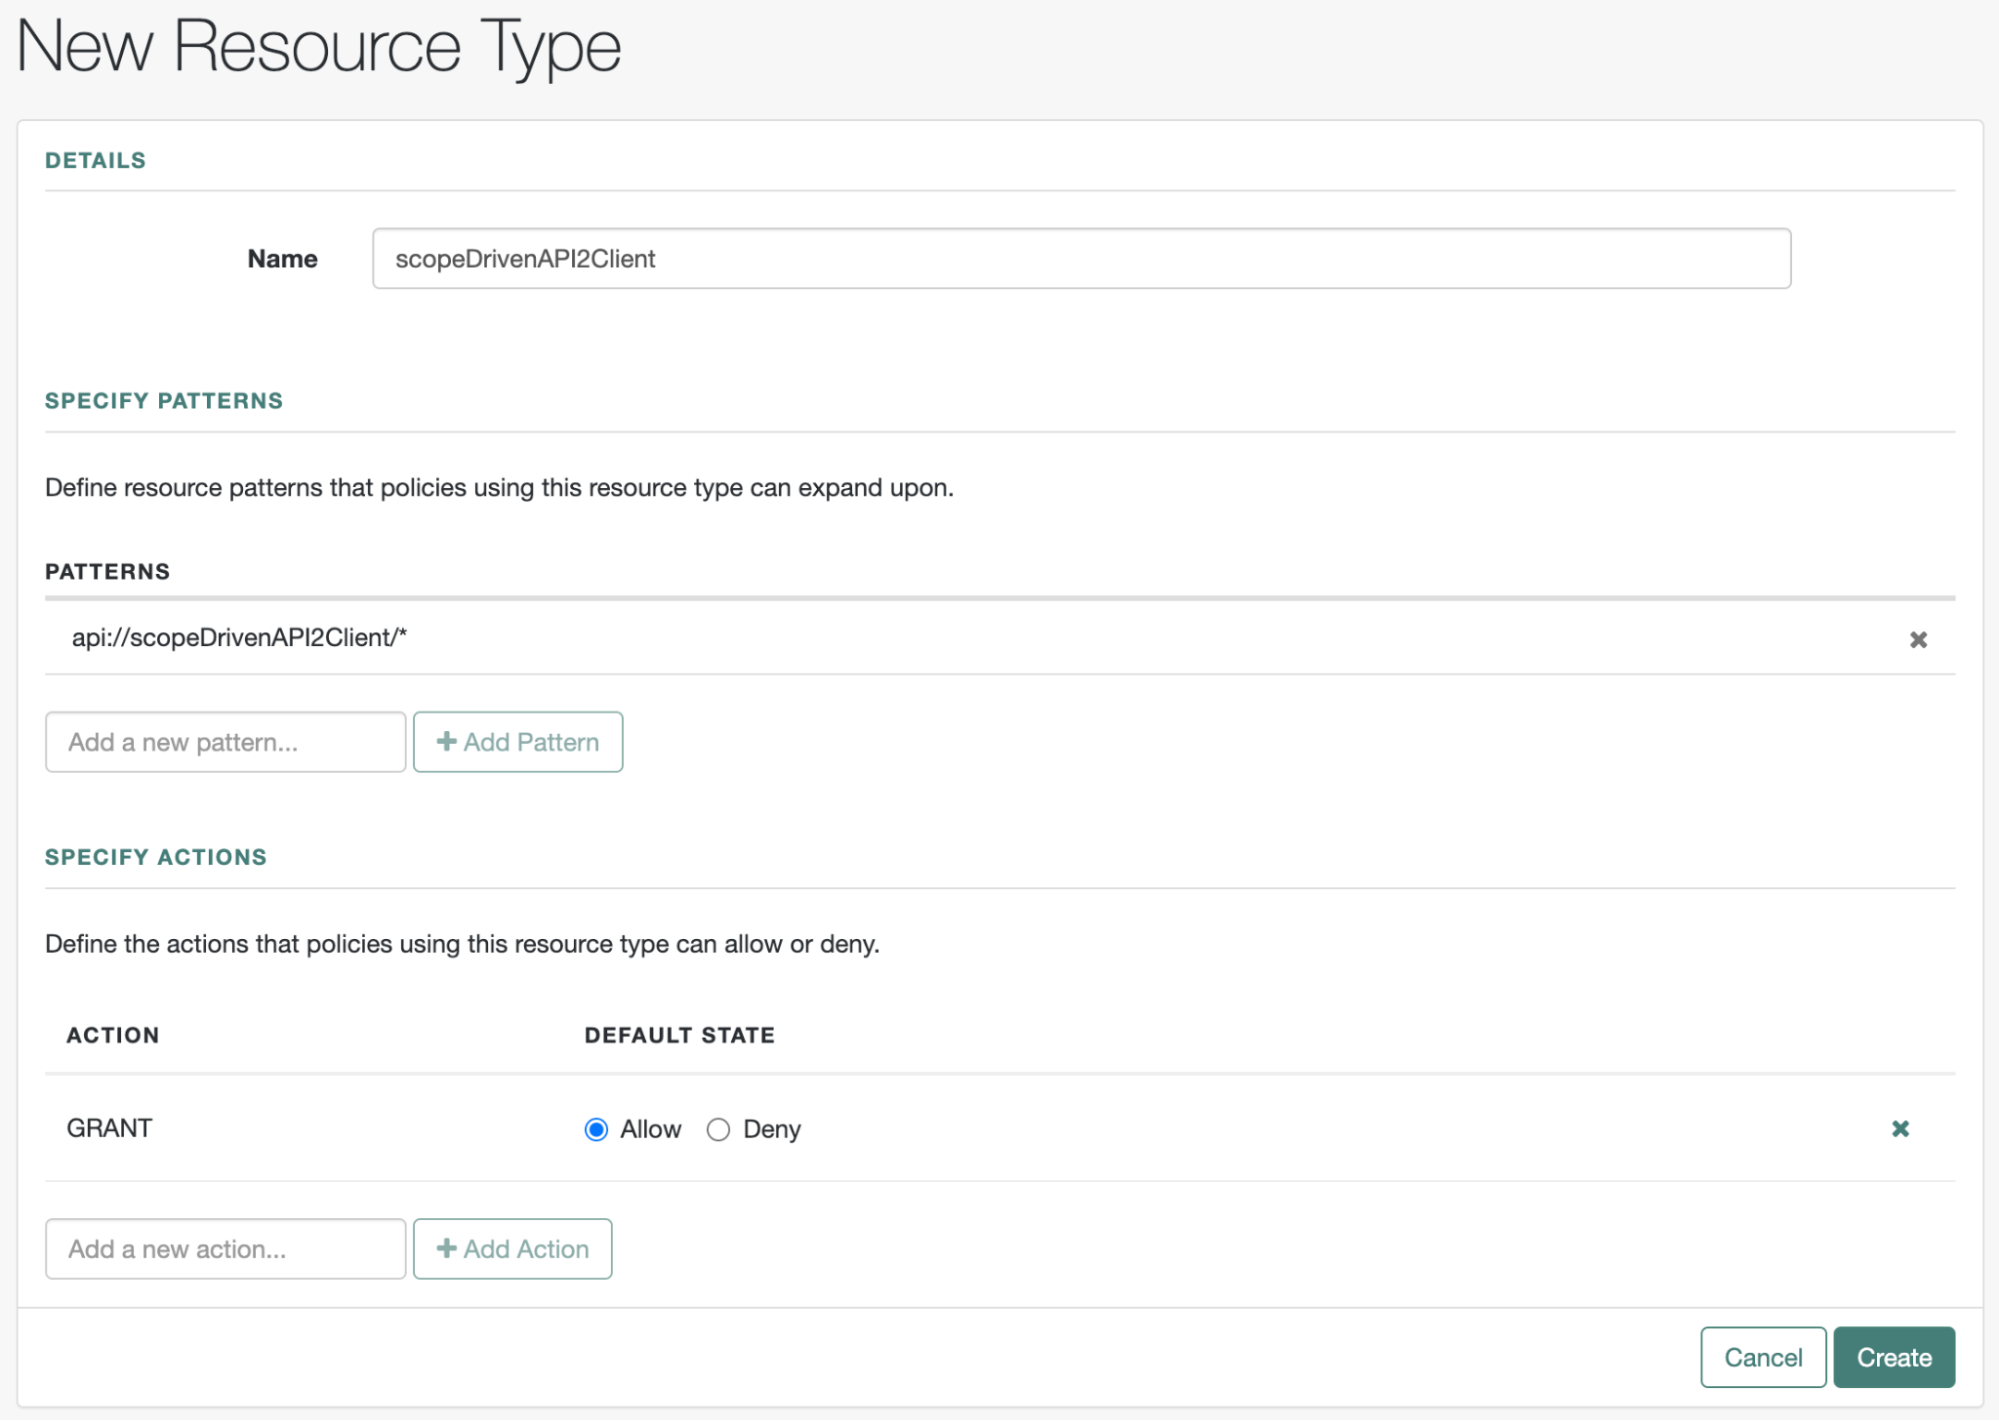 New Resource Type
DETAILS
Name scopeDrivenAPI2Client
SPECIFY PATTERNS
Define resource patterns that policies using this resource type can expand upon.
PATTERNS
api://scopeDrivenAPI2Client/*
Add a new pattern... Add Pattern
SPECIFY ACTIONS
Define the actions that policies using this resource type can allow or deny.
ACTION DEFAULT STATE
GRANT Allow Deny
Add a new action... Add Action
Cancel Create